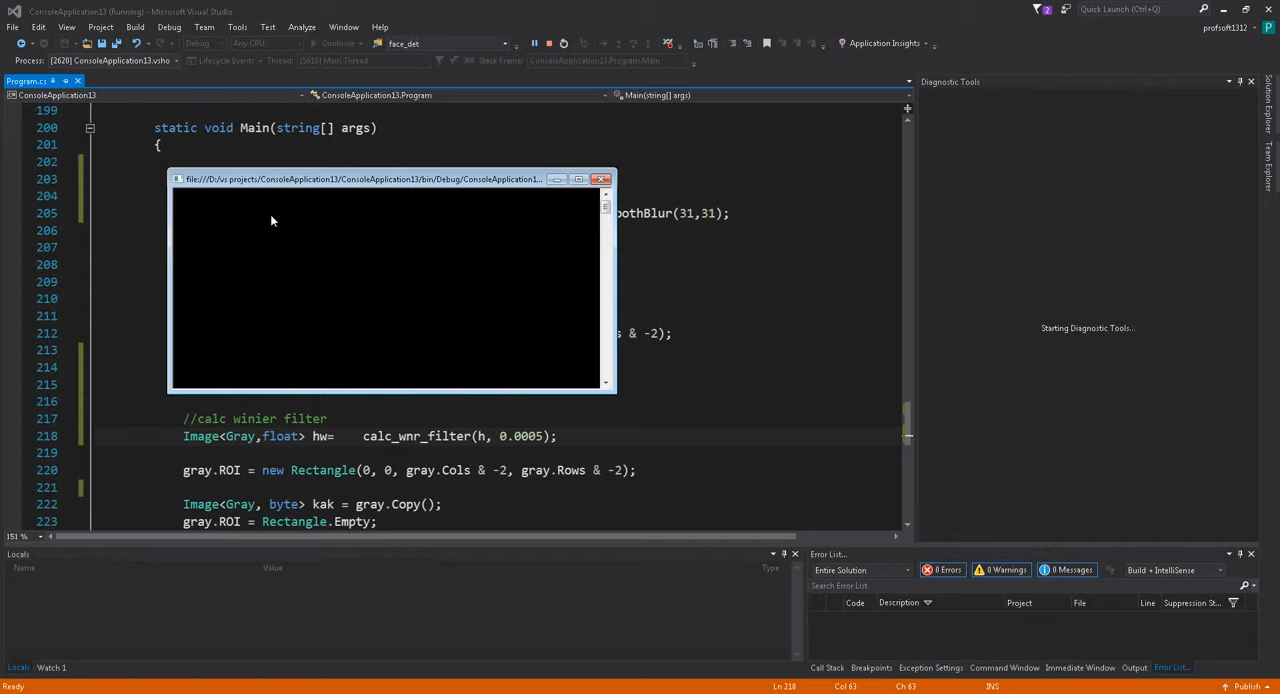 ConsoleApplication13 (Running) - Microsoft Visual Studio
2
Quick Launch (Ctrl+Q)
File Edit View Project Build Debug Team Tools Test Analyze Window Help
profsoft1312 P
Debug Any CPU Continue face_det Application Insights
Process: [2620] ConsoleApplication13.vsho Lifecycle Events Thread: [5616] Main Thread Stack Frame: ConsoleApplication13.Program.Main
Program.cs
ConsoleApplication13 ConsoleApplication13.Program Main(string[] args)
199
200 static void Main(string[] args)
201 {
202
203
204
205 oothBlur(31,31);
206
207
208
209
210
211
212 s & -2);
213
214
215
216
217 //calc winier filter
218 Image<Gray,float> hw= calc_wnr_filter(h, 0.0005);
219
220 gray.ROI = new Rectangle(0, 0, gray.Cols & -2, gray.Rows & -2);
221
222 Image<Gray, byte> kak = gray.Copy();
223 gray.ROI = Rectangle.Empty;
file:///D:/vs projects/ConsoleApplication13/ConsoleApplication13/bin/Debug/ConsoleApplication1...
151 %
Diagnostic Tools
Starting Diagnostic Tools...
Solution Explorer
Team Explorer
Locals
Name Value Type
Locals Watch 1
Error List...
Entire Solution 0 Errors 0 Warnings 0 Messages Build + IntelliSense
Search Error List
Code Description Project File Line Suppression St...
Call Stack Breakpoints Exception Settings Command Window Immediate Window Output Error List...
Ready Ln 218 Col 63 Ch 63 INS Publish